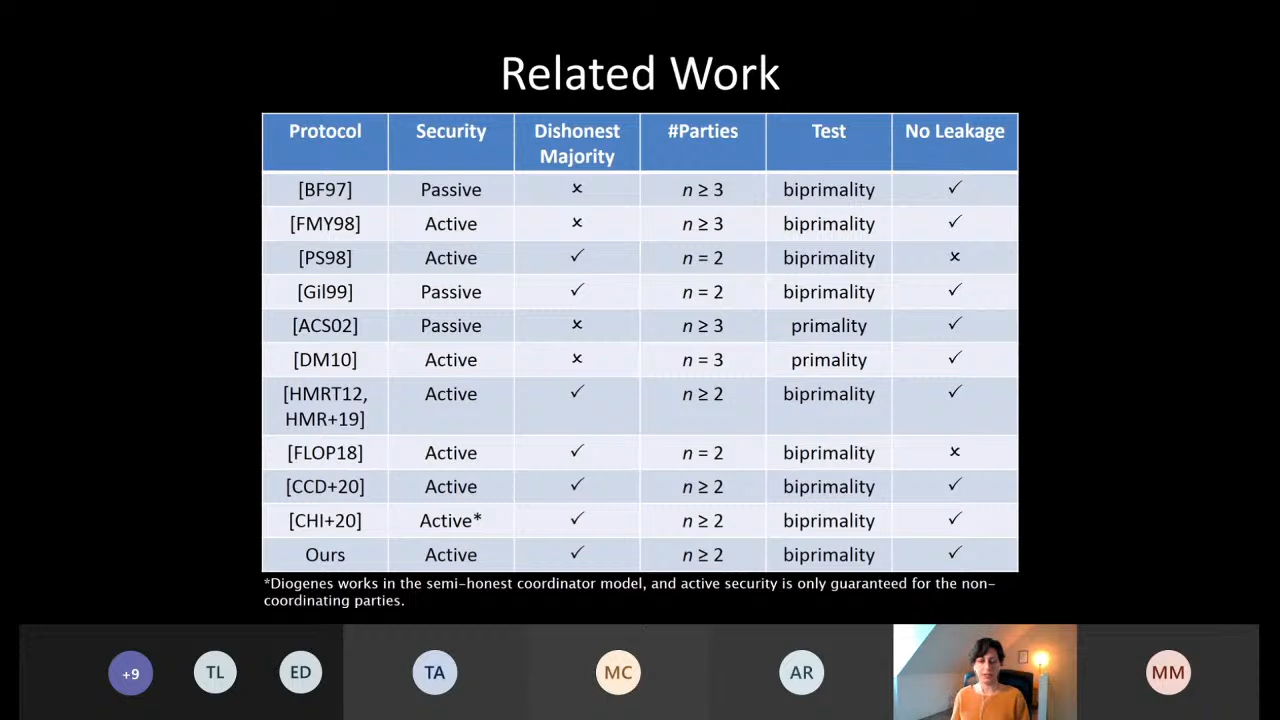 Related Work
Protocol Security Dishonest Majority #Parties Test No Leakage
[BF97] Passive × n ≥ 3 biprimality ✓
[FMY98] Active × n ≥ 3 biprimality ✓
[PS98] Active ✓ n = 2 biprimality ×
[Gil99] Passive ✓ n = 2 biprimality ✓
[ACS02] Passive × n ≥ 3 primality ✓
[DM10] Active × n = 3 primality ✓
[HMRT12, HMR+19] Active ✓ n ≥ 2 biprimality ✓
[FLOP18] Active ✓ n = 2 biprimality ×
[CCD+20] Active ✓ n ≥ 2 biprimality ✓
[CHI+20] Active* ✓ n ≥ 2 biprimality ✓
Ours Active ✓ n ≥ 2 biprimality ✓
*Diogenes works in the semi-honest coordinator model, and active security is only guaranteed for the non-
coordinating parties.
+9 TL ED TA MC AR MM